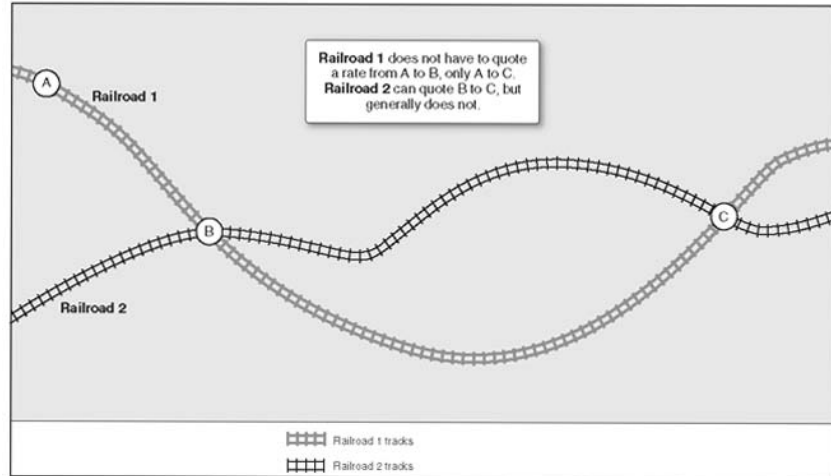 Railroad 1 does not have to quote
a rate from A to B, only A to C.
Railroad 2 can quote B to C, but
generally does not.
A
Railroad 1
C
B
Railroad 2
Railroad 1 tracks
Railroad 2 tracks